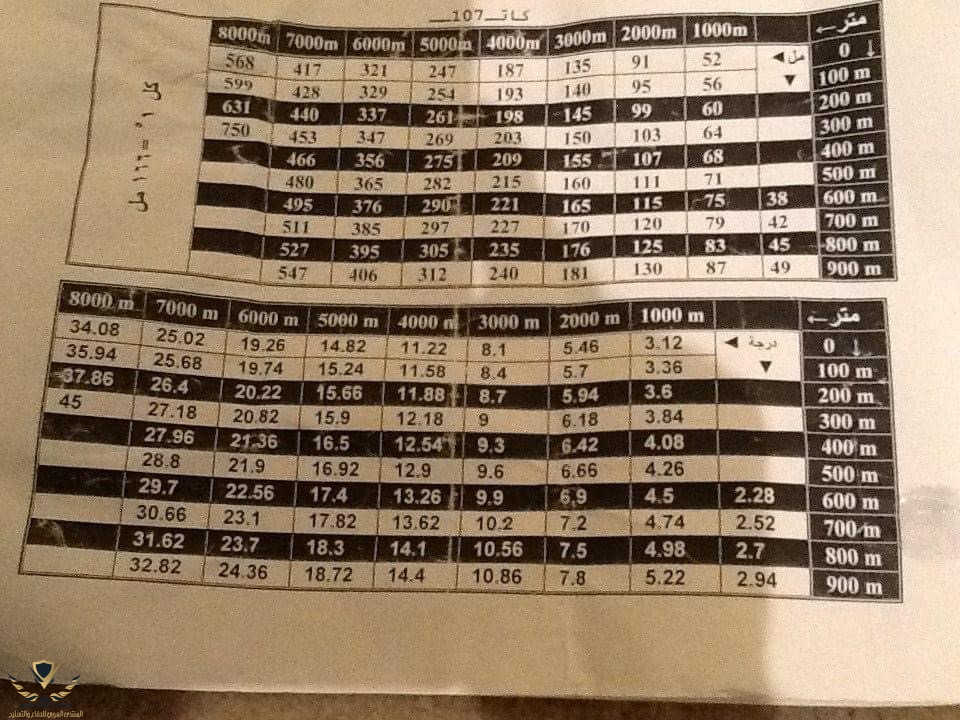 كاتـــ107ـــ
8000m 7000m 6000m 5000m 4000m 3000m 2000m 1000m متر←
568 417 321 247 187 135 91 52 مل ◄ 0 ↓
599 428 329 254 193 140 95 56 ▼ 100 m
631 440 337 261 198 145 99 60 200 m
750 453 347 269 203 150 103 64 300 m
466 356 275 209 155 107 68 400 m
480 365 282 215 160 111 71 500 m
495 376 290 221 165 115 75 38 600 m
511 385 297 227 170 120 79 42 700 m
527 395 305 235 176 125 83 45 800 m
547 406 312 240 181 130 87 49 900 m
كل ١° = ١٦٦ مل
8000 m 7000 m 6000 m 5000 m 4000 m 3000 m 2000 m 1000 m متر←
34.08 25.02 19.26 14.82 11.22 8.1 5.46 3.12 درجة ◄ 0 ↓
35.94 25.68 19.74 15.24 11.58 8.4 5.7 3.36 ▼ 100 m
37.86 26.4 20.22 15.66 11.88 8.7 5.94 3.6 200 m
45 27.18 20.82 15.9 12.18 9 6.18 3.84 300 m
27.96 21.36 16.5 12.54 9.3 6.42 4.08 400 m
28.8 21.9 16.92 12.9 9.6 6.66 4.26 500 m
29.7 22.56 17.4 13.26 9.9 6.9 4.5 2.28 600 m
30.66 23.1 17.82 13.62 10.2 7.2 4.74 2.52 700 m
31.62 23.7 18.3 14.1 10.56 7.5 4.98 2.7 800 m
32.82 24.36 18.72 14.4 10.86 7.8 5.22 2.94 900 m
المنتدى العربي للدفاع والتسليح